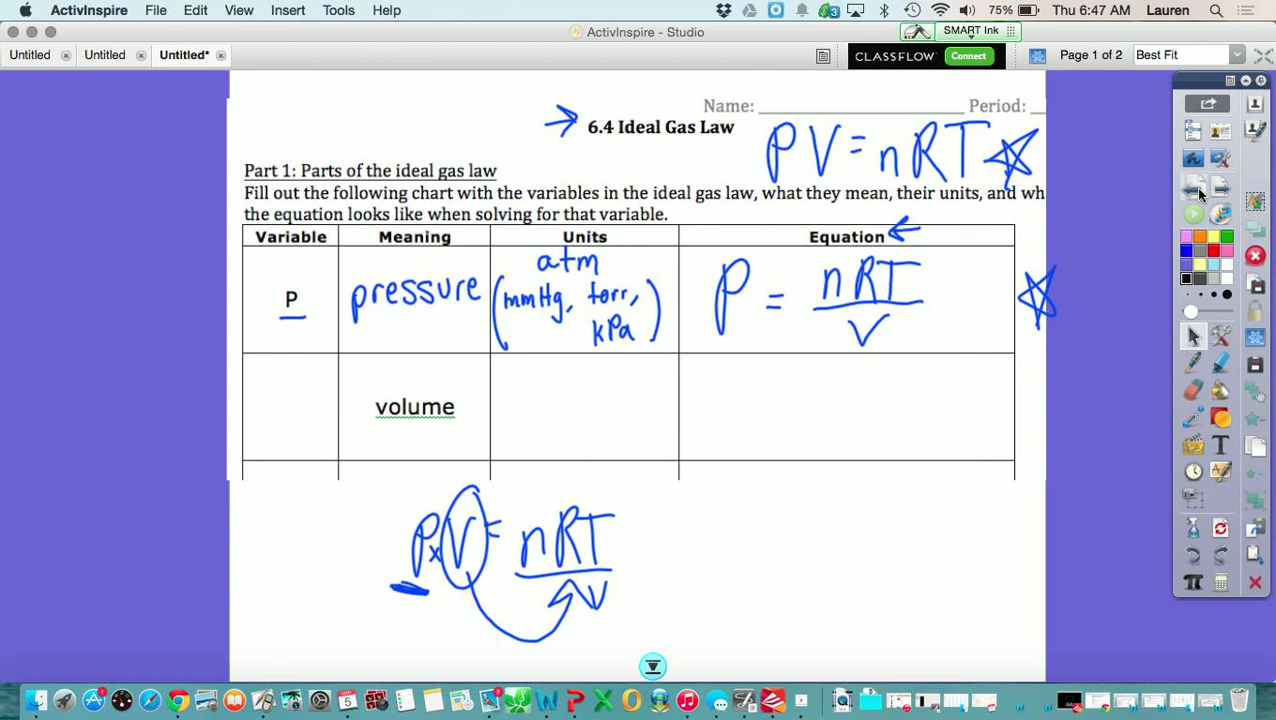 ActivInspire File Edit View Insert Tools Help 75% Thu 6:47 AM Lauren
ActivInspire - Studio SMART Ink
Untitled Untitled Untitled* CLASSFLOW Connect Page 1 of 2 Best Fit
Name: Period:
6.4 Ideal Gas Law
PV = nRT
Part 1: Parts of the ideal gas law
Fill out the following chart with the variables in the ideal gas law, what they mean, their units, and wh
the equation looks like when solving for that variable.
Variable Meaning Units Equation
P pressure atm (mmHg, torr, kPa) P = nRT / V
volume
P x V = nRT / V